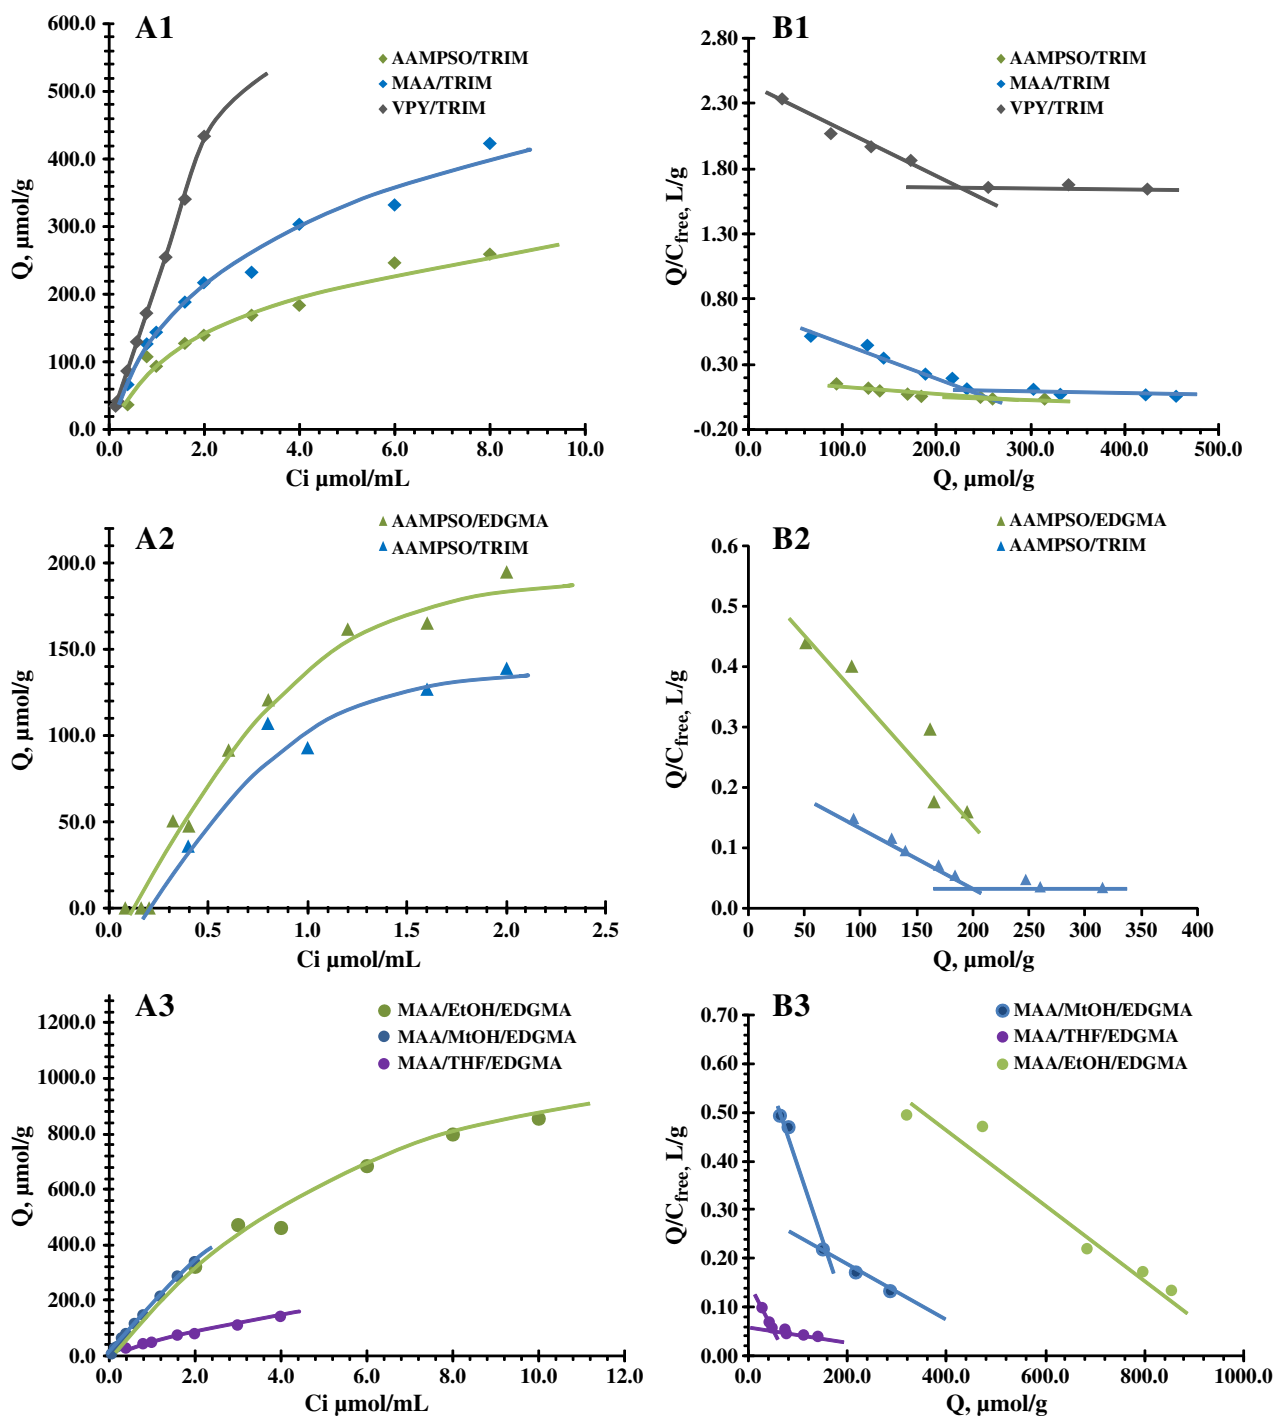 A1
600.0
500.0
400.0
300.0
200.0
100.0
0.0
Q, µmol/g
AAMPSO/TRIM
MAA/TRIM
VPY/TRIM
0.0 2.0 4.0 6.0 8.0 10.0
Ci µmol/mL
B1
2.80
2.30
1.80
1.30
0.80
0.30
-0.20
Q/Cfree, L/g
AAMPSO/TRIM
MAA/TRIM
VPY/TRIM
0.0 100.0 200.0 300.0 400.0 500.0
Q, µmol/g
A2
200.0
150.0
100.0
50.0
0.0
Q, µmol/g
AAMPSO/EDGMA
AAMPSO/TRIM
0.5 1.0 1.5 2.0 2.5
Ci µmol/mL
B2
0.6
0.4
0.3
0.2
0.1
0.0
Q/Cfree, L/g
AAMPSO/EDGMA
AAMPSO/TRIM
0 50 100 150 200 250 300 350 400
Q, µmol/g
A3
1200.0
1000.0
800.0
600.0
400.0
200.0
0.0
Q, µmol/g
MAA/EtOH/EDGMA
MAA/MtOH/EDGMA
MAA/THF/EDGMA
0.0 2.0 4.0 6.0 8.0 10.0 12.0
Ci µmol/mL
B3
0.70
0.60
0.50
0.40
0.30
0.20
0.10
0.00
Q/Cfree, L/g
MAA/MtOH/EDGMA
MAA/THF/EDGMA
MAA/EtOH/EDGMA
0.0 200.0 400.0 600.0 800.0 1000.0
Q, µmol/g